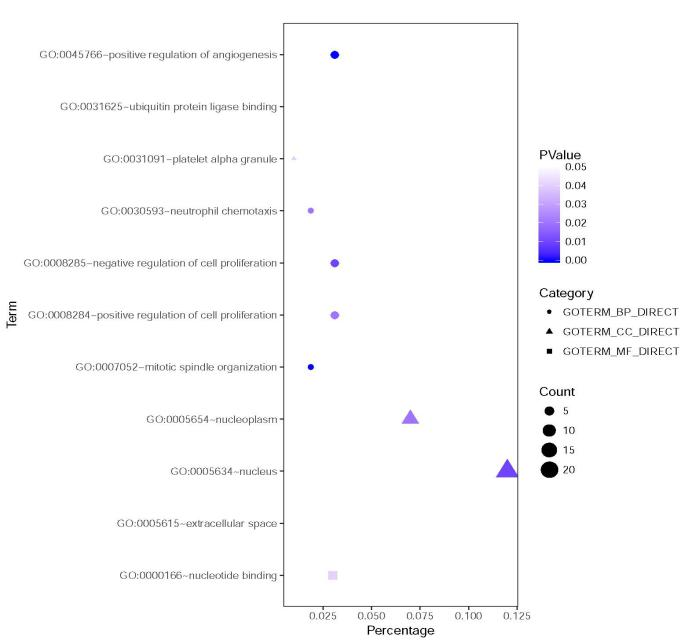 GO:0045766~positive regulation of angiogenesis
GO:0031625~ubiquitin protein ligase binding
GO:0031091~platelet alpha granule
GO:0030593~neutrophil chemotaxis
GO:0008285~negative regulation of cell proliferation
GO:0008284~positive regulation of cell proliferation
GO:0007052~mitotic spindle organization
GO:0005654~nucleoplasm
GO:0005634~nucleus
GO:0005615~extracellular space
GO:0000166~nucleotide binding
Term
0.025 0.050 0.075 0.100 0.125
Percentage
PValue
0.05
0.04
0.03
0.02
0.01
0.00
Category
GOTERM_BP_DIRECT
GOTERM_CC_DIRECT
GOTERM_MF_DIRECT
Count
5
10
15
20